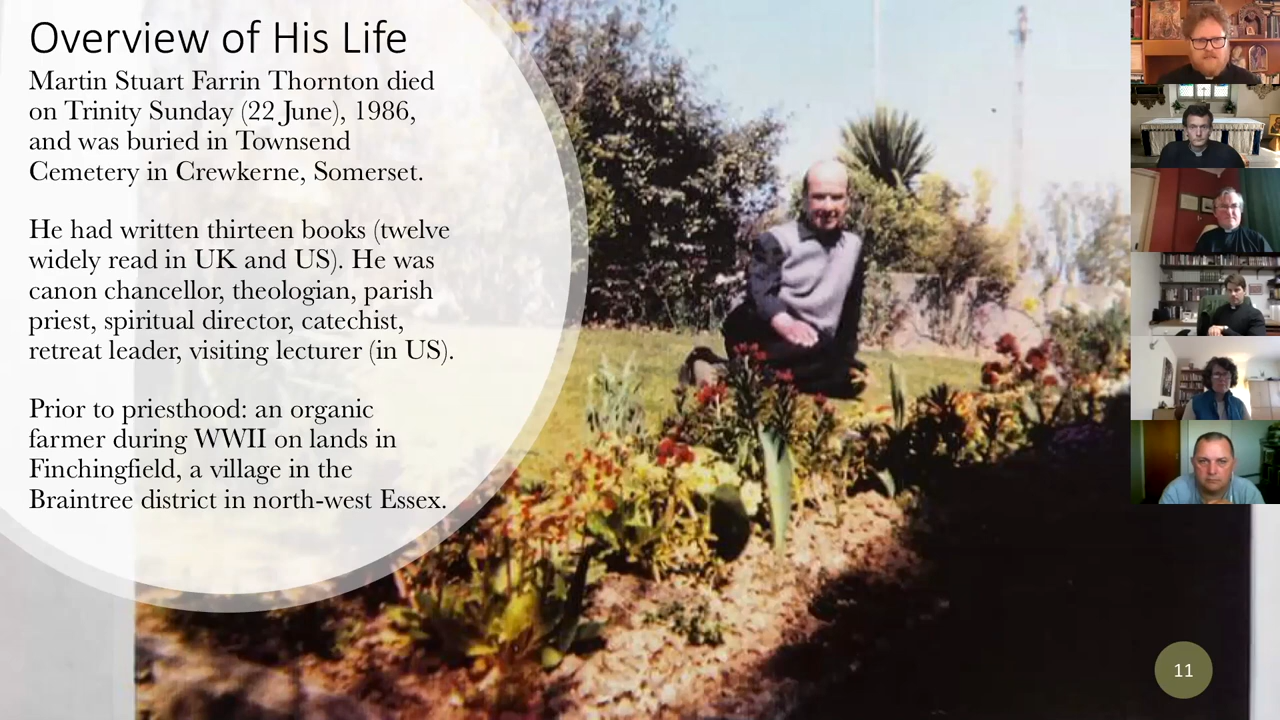 Overview of His Life
Martin Stuart Farrin Thornton died
on Trinity Sunday (22 June), 1986,
and was buried in Townsend
Cemetery in Crewkerne, Somerset.
He had written thirteen books (twelve
widely read in UK and US). He was
canon chancellor, theologian, parish
priest, spiritual director, catechist,
retreat leader, visiting lecturer (in US).
Prior to priesthood: an organic
farmer during WWII on lands in
Finchingfield, a village in the
Braintree district in north-west Essex.
11